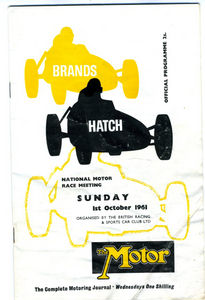 BRANDS
HATCH
OFFICIAL PROGRAMME 2s.
NATIONAL MOTOR
RACE MEETING
SUNDAY
1st October 1961
ORGANISED BY THE BRITISH RACING
& SPORTS CAR CLUB LTD
THE Motor
The Complete Motoring Journal - Wednesdays One Shilling